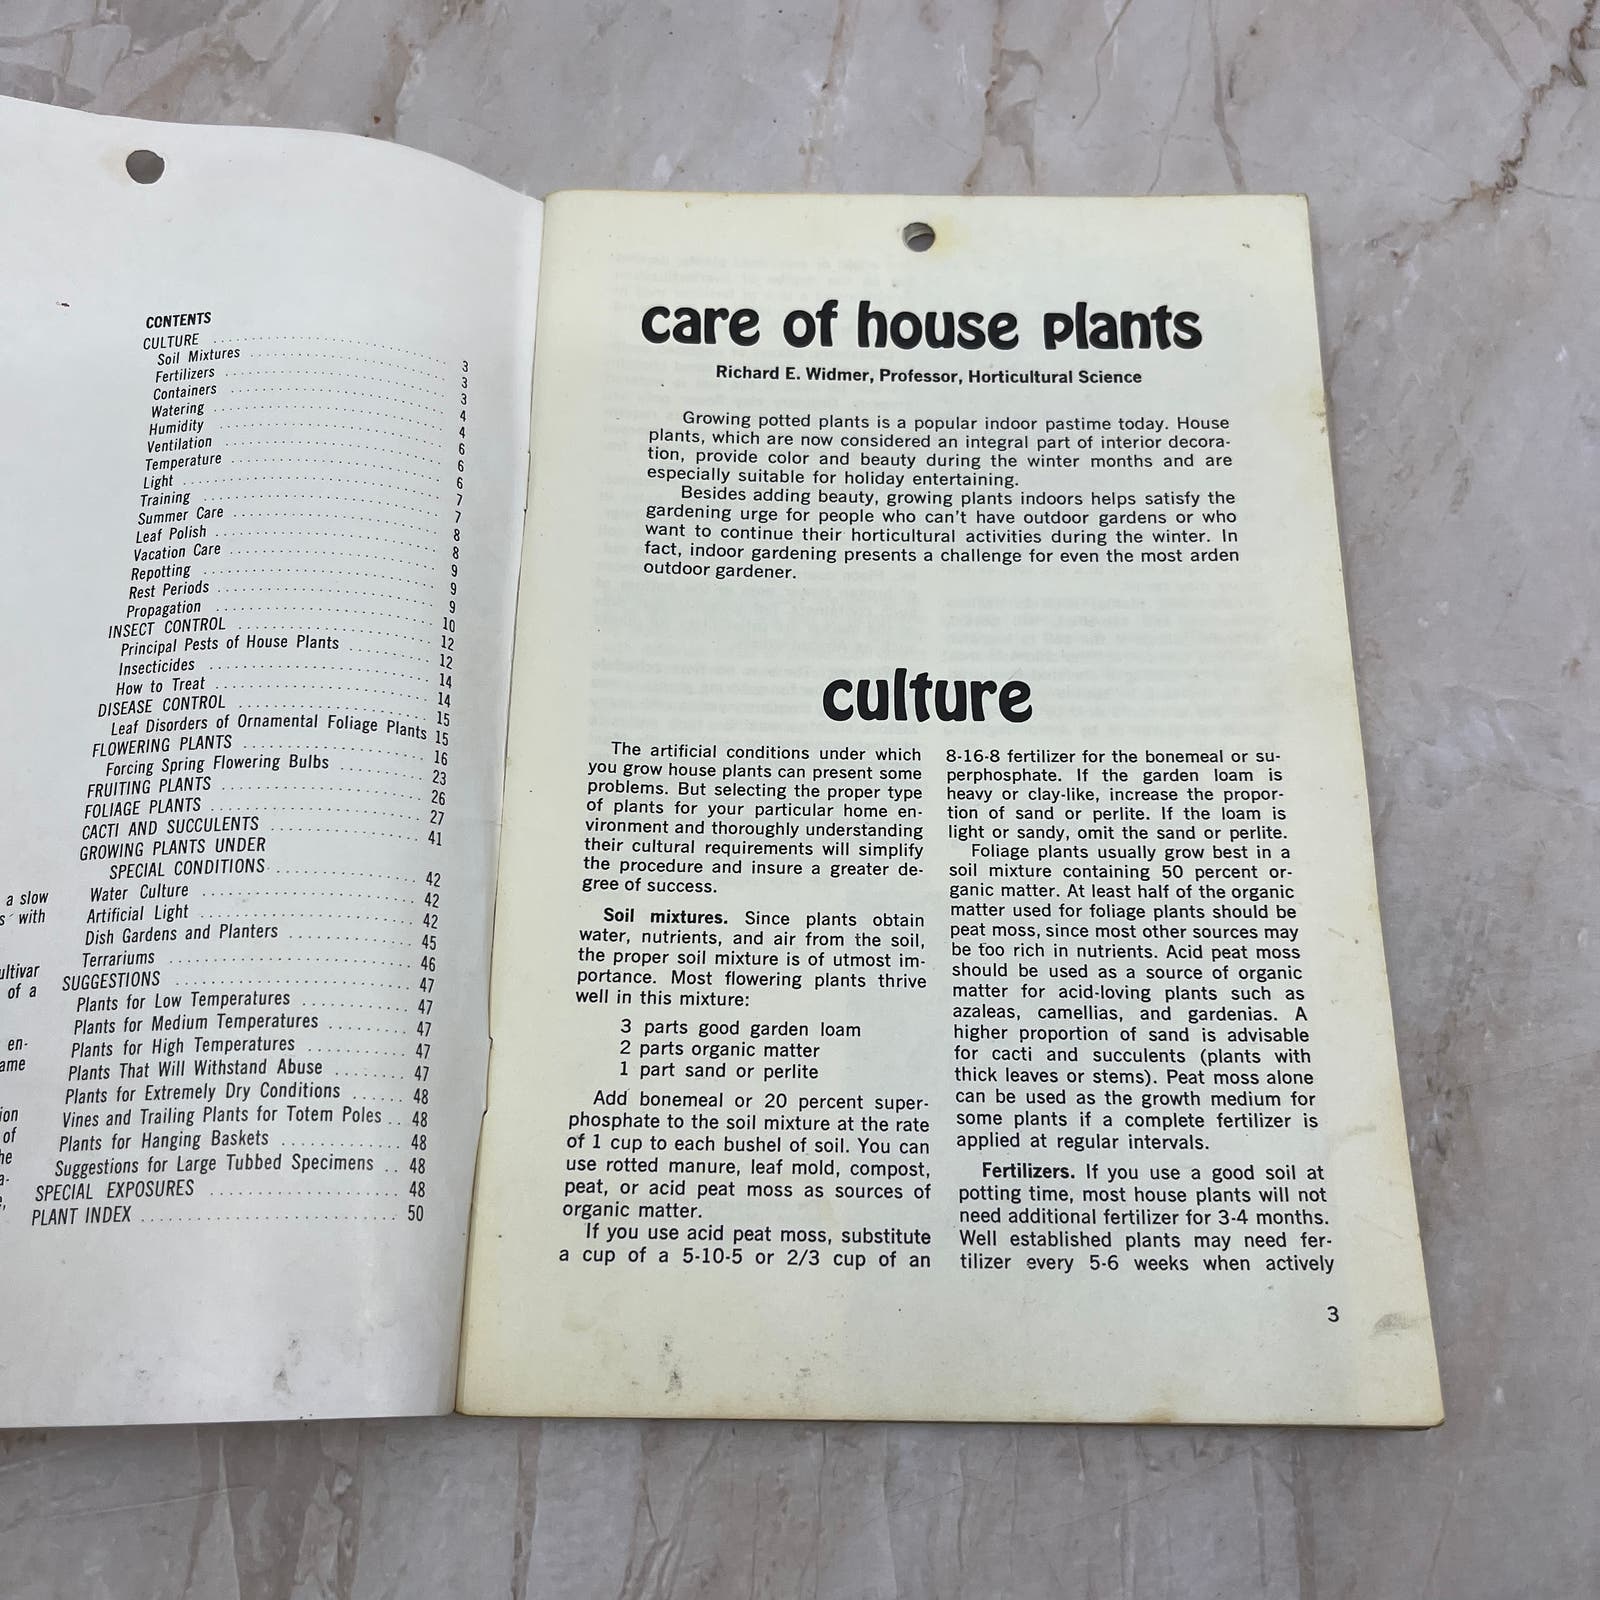 a slow
s with
ultivar
of a
en-
ame
ion
of
he
a-
e,
CONTENTS
CULTURE 3
Soil Mixtures 3
Fertilizers 3
Containers 4
Watering 4
Humidity 6
Ventilation 6
Temperature 6
Light 7
Training 7
Summer Care 8
Leaf Polish 8
Vacation Care 9
Repotting 9
Rest Periods 9
Propagation 10
INSECT CONTROL 12
Principal Pests of House Plants 12
Insecticides 14
How to Treat 14
DISEASE CONTROL 15
Leaf Disorders of Ornamental Foliage Plants 15
FLOWERING PLANTS 16
Forcing Spring Flowering Bulbs 23
FRUITING PLANTS 26
FOLIAGE PLANTS 27
CACTI AND SUCCULENTS 41
GROWING PLANTS UNDER
SPECIAL CONDITIONS 42
Water Culture 42
Artificial Light 42
Dish Gardens and Planters 45
Terrariums 46
SUGGESTIONS 47
Plants for Low Temperatures 47
Plants for Medium Temperatures 47
Plants for High Temperatures 47
Plants That Will Withstand Abuse 47
Plants for Extremely Dry Conditions 48
Vines and Trailing Plants for Totem Poles 48
Plants for Hanging Baskets 48
Suggestions for Large Tubbed Specimens 48
SPECIAL EXPOSURES 48
PLANT INDEX 50
care of house plants
Richard E. Widmer, Professor, Horticultural Science
Growing potted plants is a popular indoor pastime today. House
plants, which are now considered an integral part of interior decora-
tion, provide color and beauty during the winter months and are
especially suitable for holiday entertaining.
Besides adding beauty, growing plants indoors helps satisfy the
gardening urge for people who can't have outdoor gardens or who
want to continue their horticultural activities during the winter. In
fact, indoor gardening presents a challenge for even the most arden
outdoor gardener.
culture
The artificial conditions under which
you grow house plants can present some
problems. But selecting the proper type
of plants for your particular home en-
vironment and thoroughly understanding
their cultural requirements will simplify
the procedure and insure a greater de-
gree of success.
Soil mixtures. Since plants obtain
water, nutrients, and air from the soil,
the proper soil mixture is of utmost im-
portance. Most flowering plants thrive
well in this mixture:
3 parts good garden loam
2 parts organic matter
1 part sand or perlite
Add bonemeal or 20 percent super-
phosphate to the soil mixture at the rate
of 1 cup to each bushel of soil. You can
use rotted manure, leaf mold, compost,
peat, or acid peat moss as sources of
organic matter.
If you use acid peat moss, substitute
a cup of a 5-10-5 or 2/3 cup of an
8-16-8 fertilizer for the bonemeal or su-
perphosphate. If the garden loam is
heavy or clay-like, increase the propor-
tion of sand or perlite. If the loam is
light or sandy, omit the sand or perlite.
Foliage plants usually grow best in a
soil mixture containing 50 percent or-
ganic matter. At least half of the organic
matter used for foliage plants should be
peat moss, since most other sources may
be too rich in nutrients. Acid peat moss
should be used as a source of organic
matter for acid-loving plants such as
azaleas, camellias, and gardenias. A
higher proportion of sand is advisable
for cacti and succulents (plants with
thick leaves or stems). Peat moss alone
can be used as the growth medium for
some plants if a complete fertilizer is
applied at regular intervals.
Fertilizers. If you use a good soil at
potting time, most house plants will not
need additional fertilizer for 3-4 months.
Well established plants may need fer-
tilizer every 5-6 weeks when actively
3